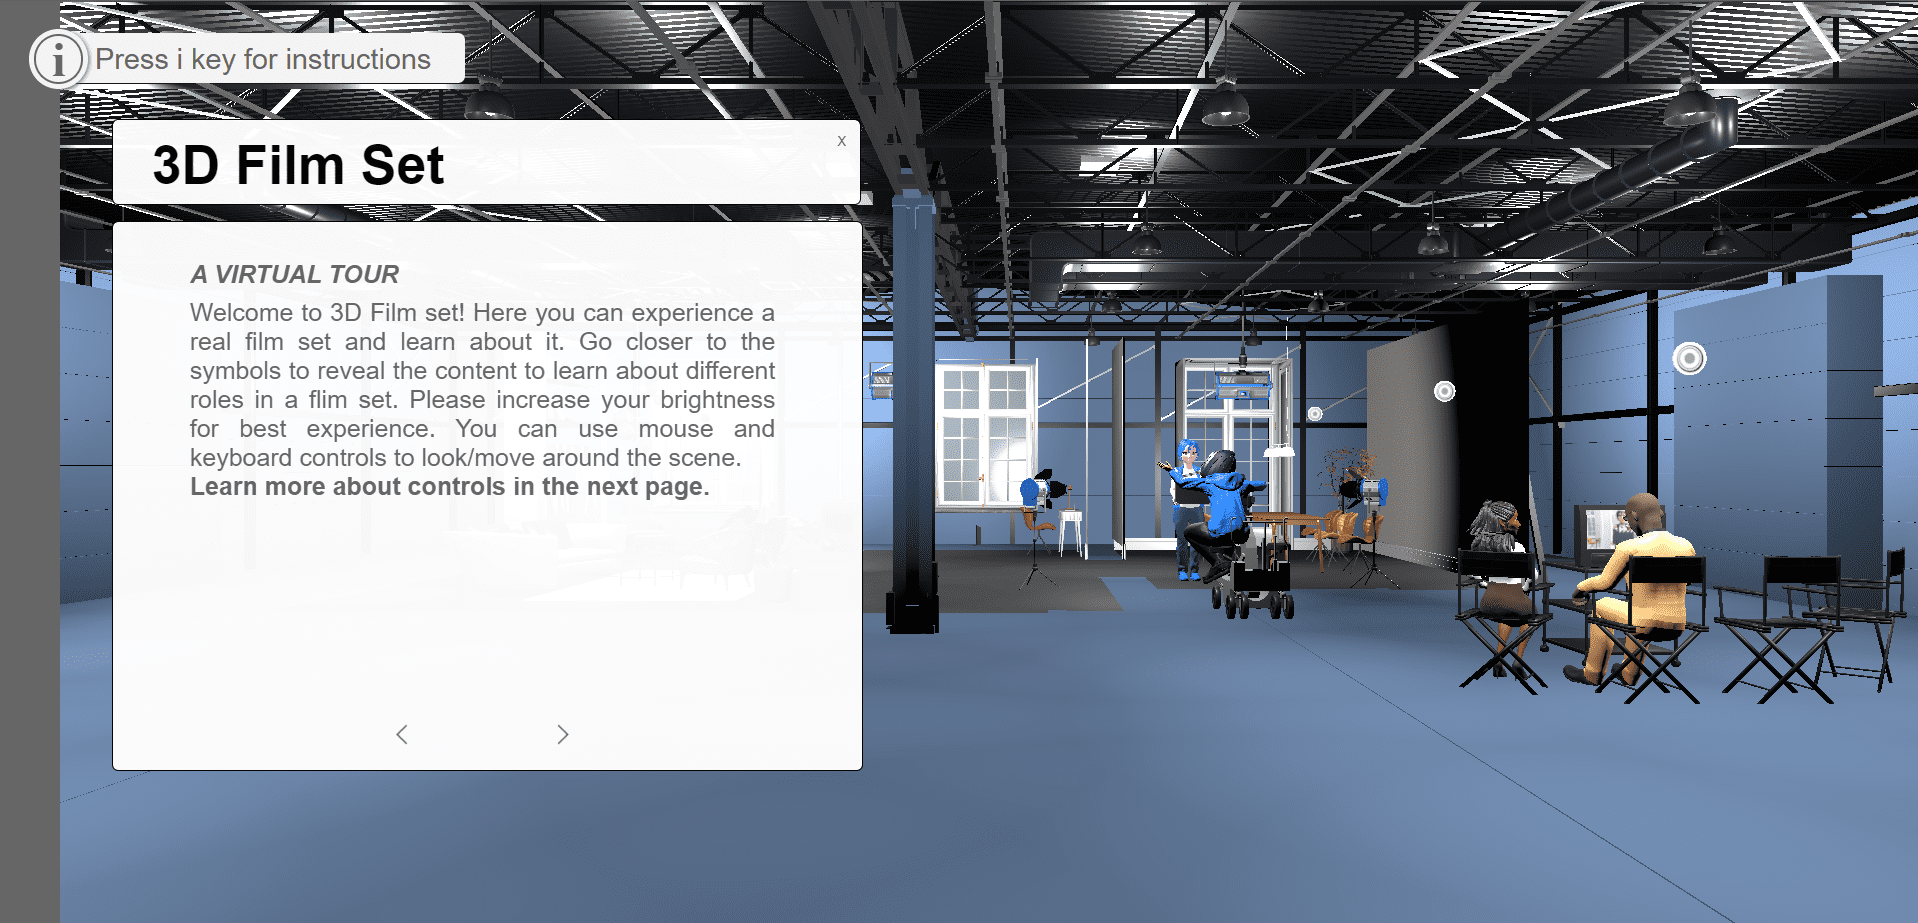 i Press i key for instructions
3D Film Set
x
A VIRTUAL TOUR
Welcome to 3D Film set! Here you can experience a
real film set and learn about it. Go closer to the
symbols to reveal the content to learn about different
roles in a flim set. Please increase your brightness
for best experience. You can use mouse and
keyboard controls to look/move around the scene.
Learn more about controls in the next page.